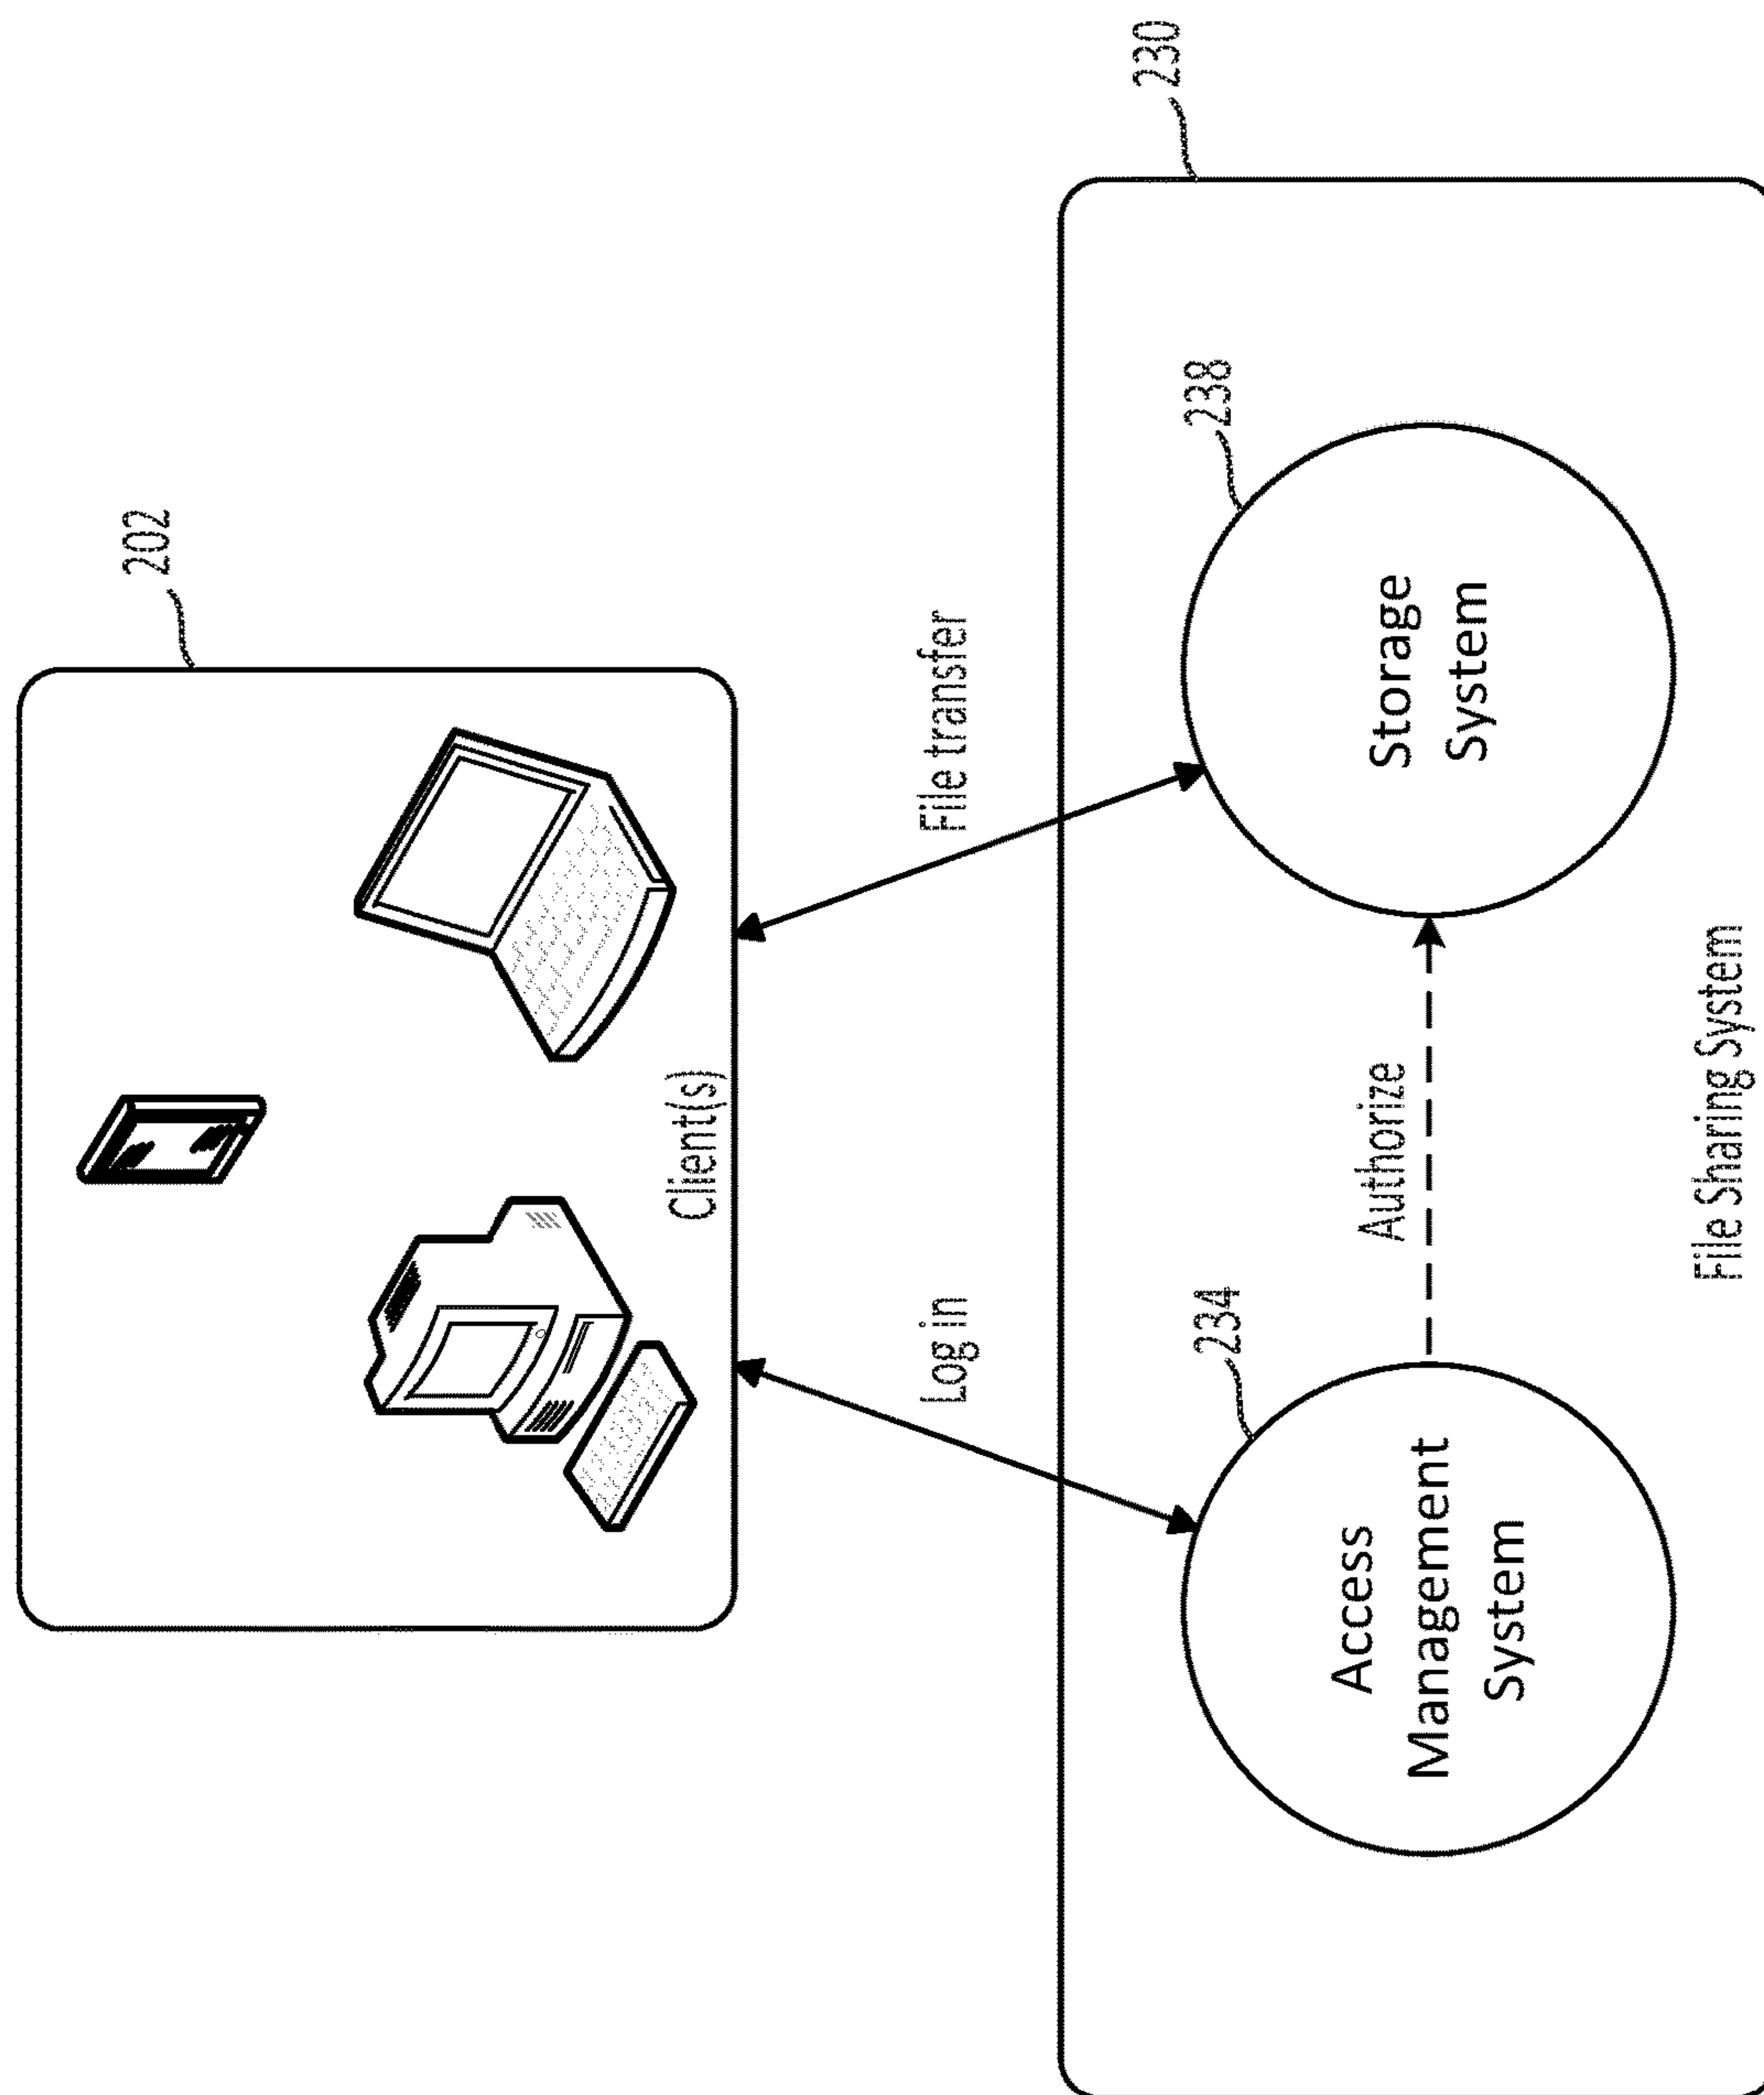 202
Client(s)
Log in
File transfer
230
234
238
Access
Management
System
Authorize
Storage
System
File Sharing System